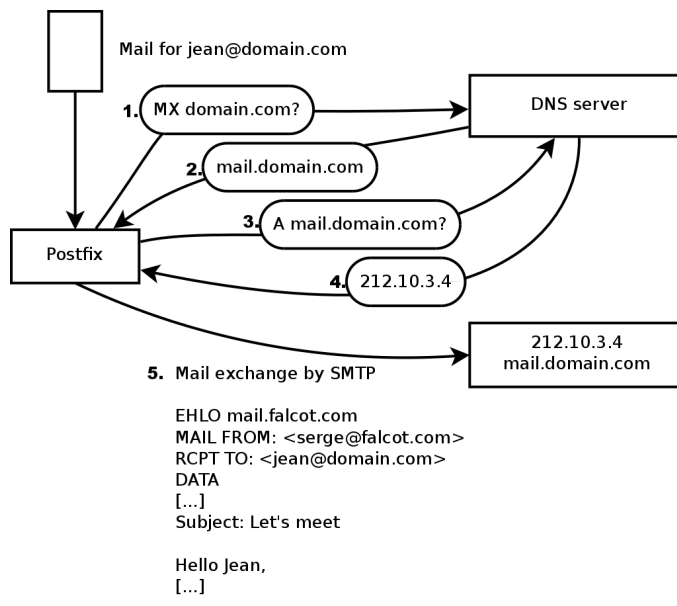 Mail for jean@domain.com
1. MX domain.com?
DNS server
2. mail.domain.com
3. A mail.domain.com?
Postfix
4. 212.10.3.4
212.10.3.4
mail.domain.com
5. Mail exchange by SMTP
EHLO mail.falcot.com
MAIL FROM: <serge@falcot.com>
RCPT TO: <jean@domain.com>
DATA
[...]
Subject: Let's meet
Hello Jean,
[...]